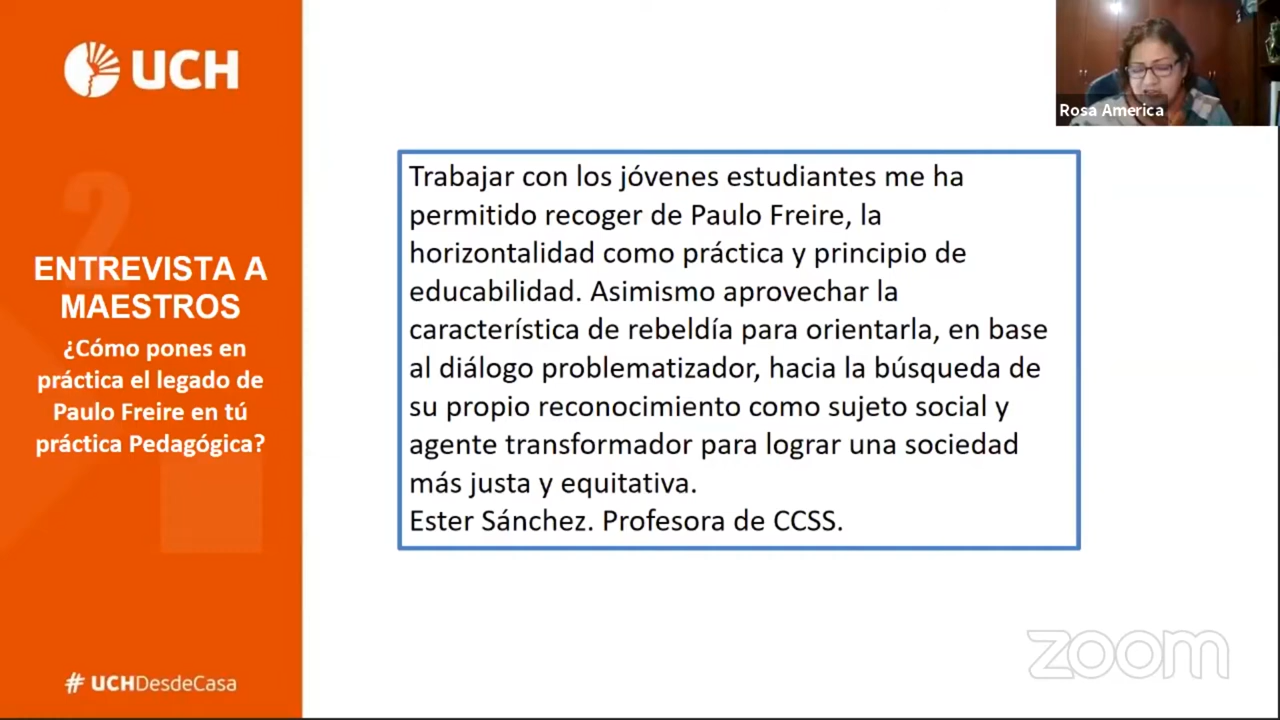 UCH
Rosa America
2
ENTREVISTA A
MAESTROS
¿Cómo pones en
práctica el legado de
Paulo Freire en tú
práctica Pedagógica?
Trabajar con los jóvenes estudiantes me ha
permitido recoger de Paulo Freire, la
horizontalidad como práctica y principio de
educabilidad. Asimismo aprovechar la
característica de rebeldía para orientarla, en base
al diálogo problematizador, hacia la búsqueda de
su propio reconocimiento como sujeto social y
agente transformador para lograr una sociedad
más justa y equitativa.
Ester Sánchez. Profesora de CCSS.
# UCHDesdeCasa
zoom